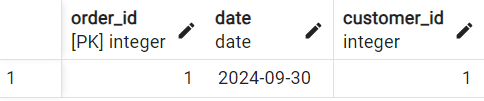 order_id date customer_id
[PK] integer date integer
1 1 2024-09-30 1